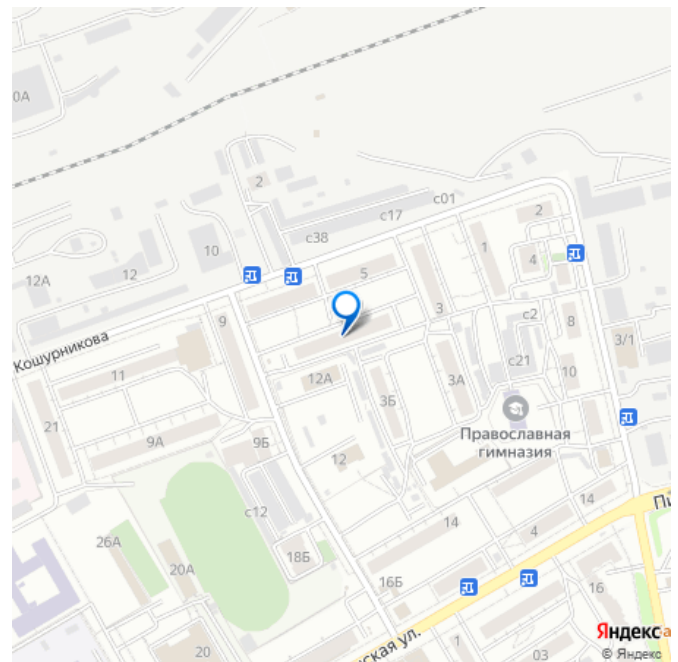 0А
2
с01
с17
2
с38
10
1
12
4
12А
5
3
с2
9
8
Кошурникова
3/1
с21
11
12А
3А
10
3Б
21
Православная
гимназия
9А
9Б
12
с12
14
Пи
14
4
26А
18Б
20А
16Б
16
нская ул.
1
Яндекс
20
03
© Яндекс